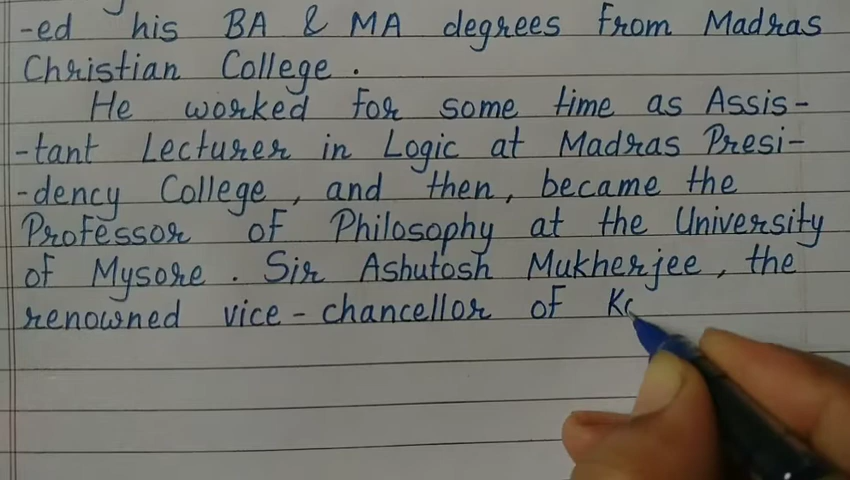 -ed his BA & MA degrees from Madras
Christian College.
He worked for some time as Assis-
-tant Lecturer in Logic at Madras Presi-
-dency College, and then, became the
Professor of Philosophy at the University
of Mysore. Sir Ashutosh Mukherjee, the
renowned vice-chancellor of